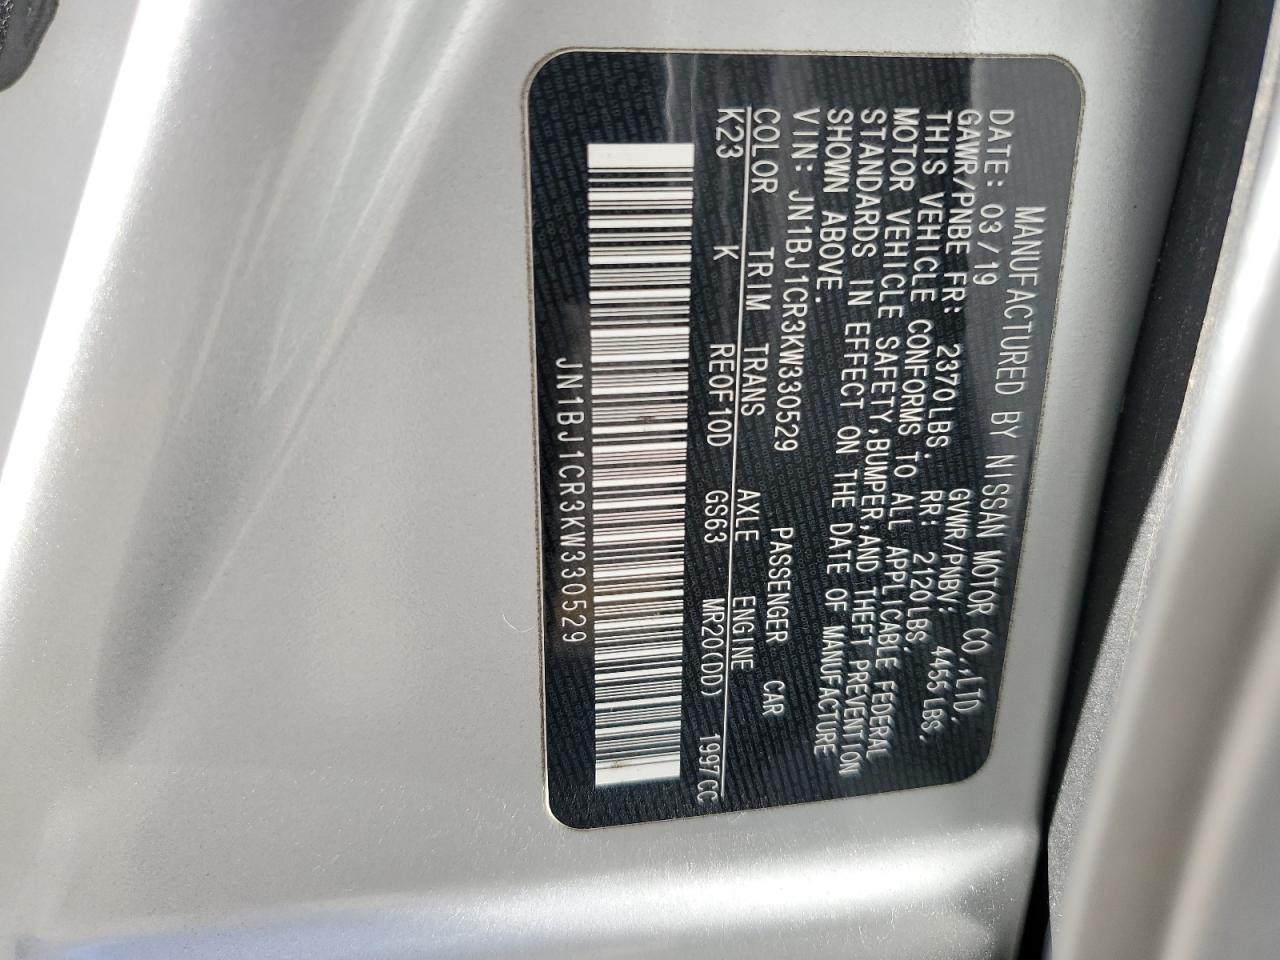 MANUFACTURED BY NISSAN MOTOR CO.,LTD.
DATE: 03/19 GVWR/PNBV: 4455 LBS.
GAWR/PNBE FR: 2370LBS. RR: 2120LBS.
THIS VEHICLE CONFORMS TO ALL APPLICABLE FEDERAL
MOTOR VEHICLE SAFETY,BUMPER,AND THEFT PREVENTION
STANDARDS IN EFFECT ON THE DATE OF MANUFACTURE
SHOWN ABOVE.
VIN: JN1BJ1CR3KW330529 PASSENGER CAR
COLOR TRIM TRANS AXLE ENGINE
K23 K RE0F10D GS63 MR20(DD) 1997CC
JN1BJ1CR3KW330529